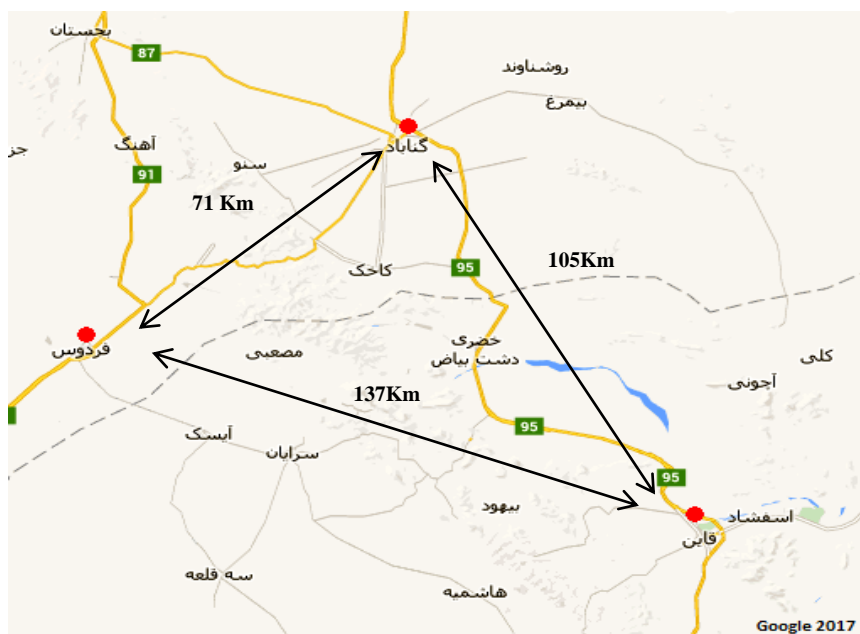 بجستان
87
روشناوند
بیمرغ
گناباد
آهنگ
جز
سنو
91
71 Km
کاخک
95
105Km
فردوس
مصعبی
خضری
دشت بیاض
کلی
آجونی
137Km
آیسک
95
سرایان
95
بیهود
اسفشاد
قاین
سه قلعه
هاشمیه
Google 2017